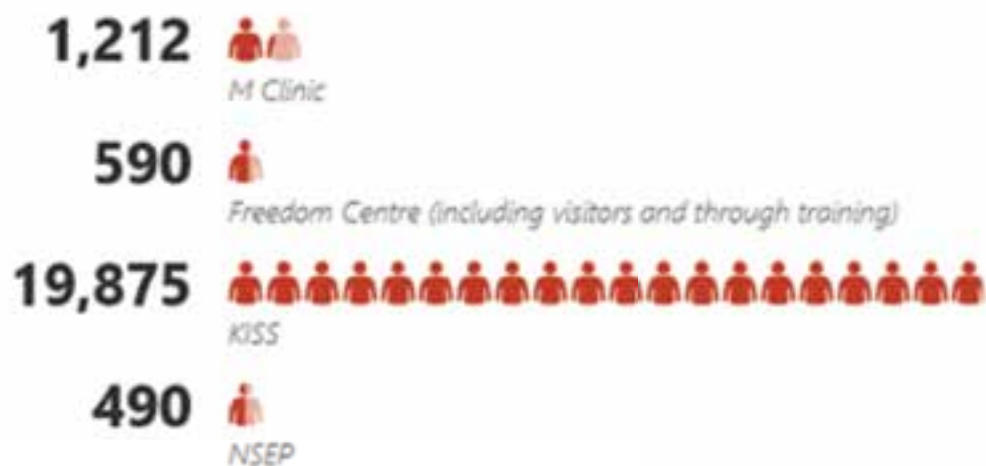 1,212
M Clinic
590
Freedom Centre (including visitors and through training)
19,875
KISS
490
NSEP